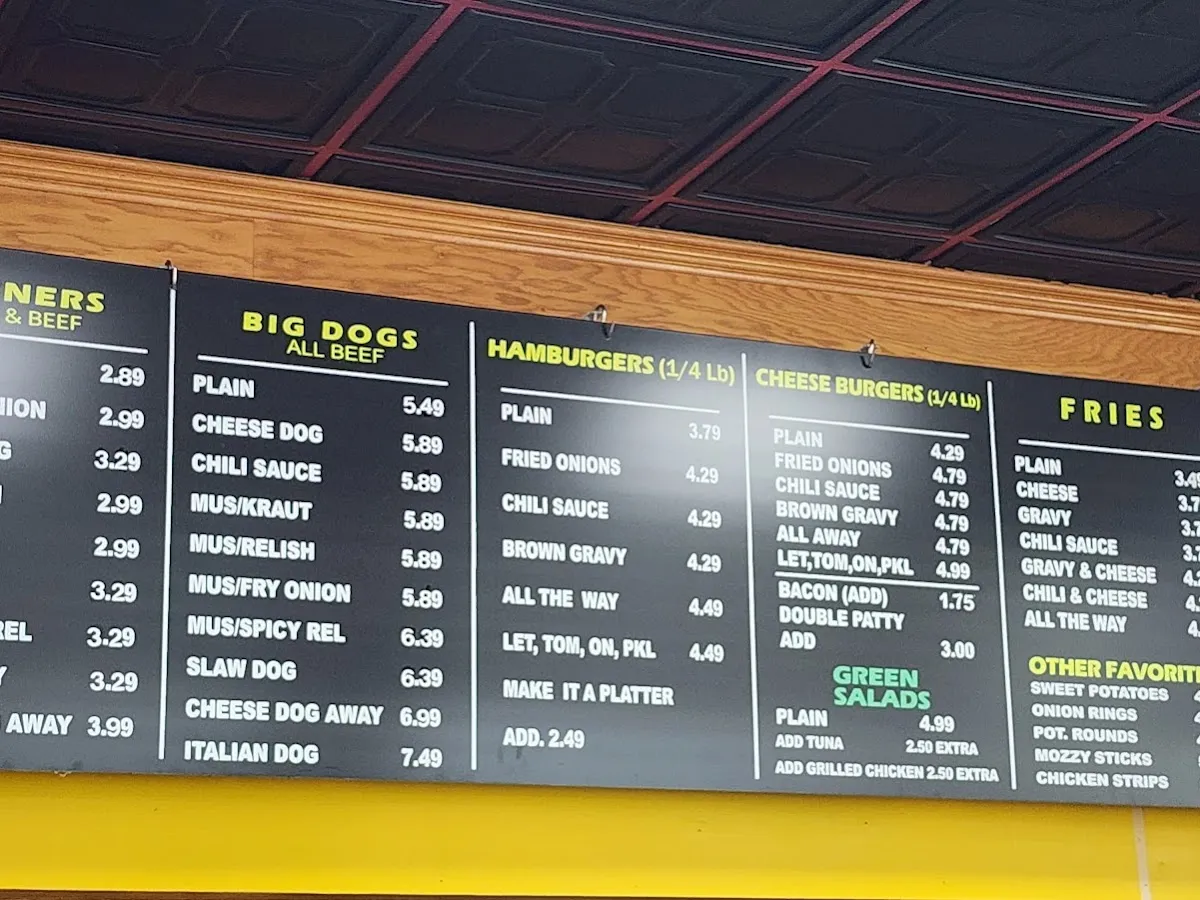 NERS
& BEEF
2.89
2.99
3.29
2.99
2.99
3.29
REL 3.29
3.29
AWAY 3.99
BIG DOGS
ALL BEEF
PLAIN 5.49
CHEESE DOG 5.89
CHILI SAUCE 5.89
MUS/KRAUT 5.89
MUS/RELISH 5.89
MUS/FRY ONION 5.89
MUS/SPICY REL 6.39
SLAW DOG 6.39
CHEESE DOG AWAY 6.99
ITALIAN DOG 7.49
HAMBURGERS (1/4 Lb)
PLAIN 3.79
FRIED ONIONS 4.29
CHILI SAUCE 4.29
BROWN GRAVY 4.29
ALL THE WAY 4.49
LET, TOM, ON, PKL 4.49
MAKE IT A PLATTER
ADD. 2.49
CHEESE BURGERS (1/4 Lb)
PLAIN 4.29
FRIED ONIONS 4.79
CHILI SAUCE 4.79
BROWN GRAVY 4.79
ALL AWAY 4.79
LET,TOM,ON,PKL 4.99
BACON (ADD) 1.75
DOUBLE PATTY
ADD 3.00
GREEN
SALADS
PLAIN 4.99
ADD TUNA 2.50 EXTRA
ADD GRILLED CHICKEN 2.50 EXTRA
FRIES
PLAIN
CHEESE
GRAVY
CHILI SAUCE
GRAVY & CHEESE
CHILI & CHEESE
ALL THE WAY
OTHER FAVORIT
SWEET POTATOES
ONION RINGS
POT. ROUNDS
MOZZY STICKS
CHICKEN STRIPS